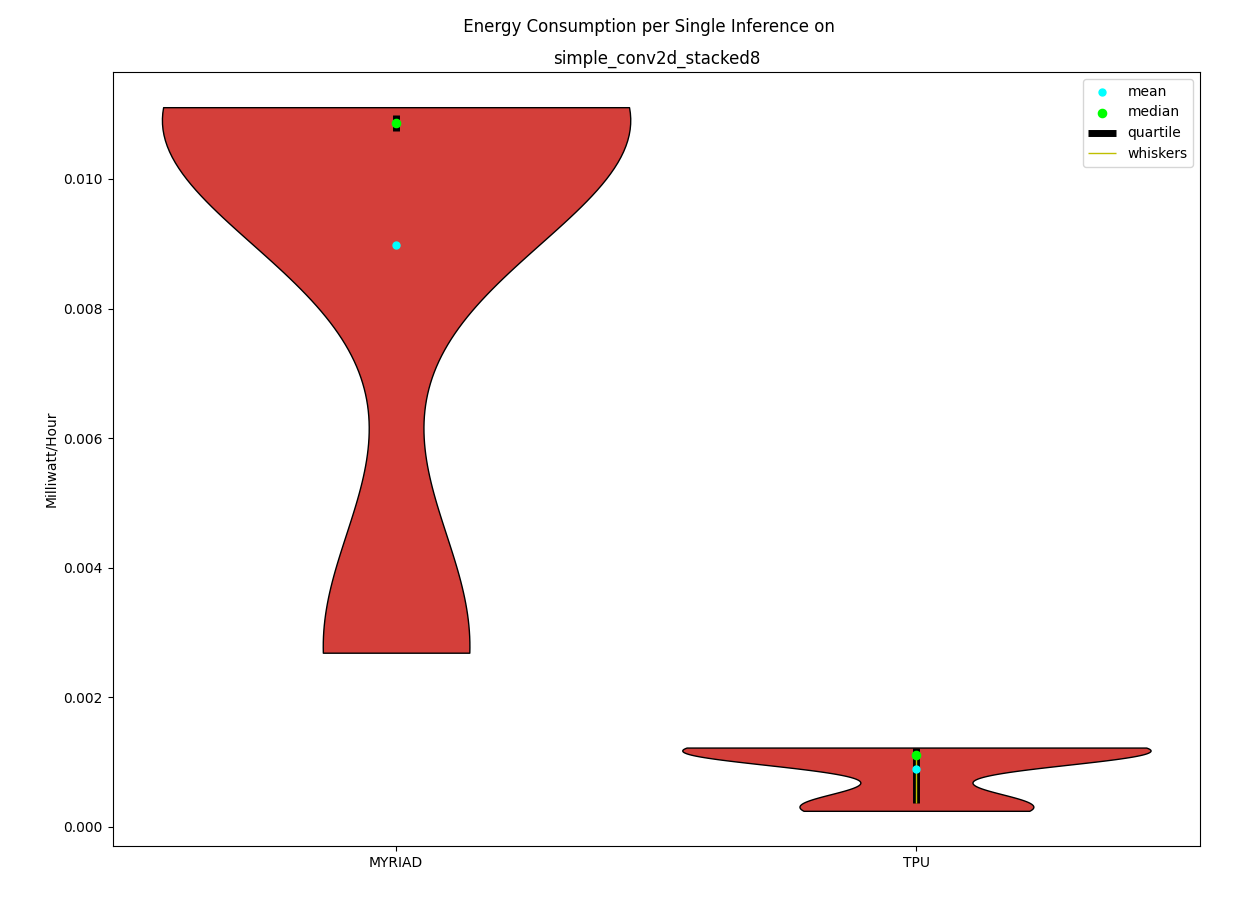 Energy Consumption per Single Inference on
simple_conv2d_stacked8
mean
median
quartile
whiskers
Milliwatt/Hour
0.010
0.008
0.006
0.004
0.002
0.000
MYRIAD
TPU